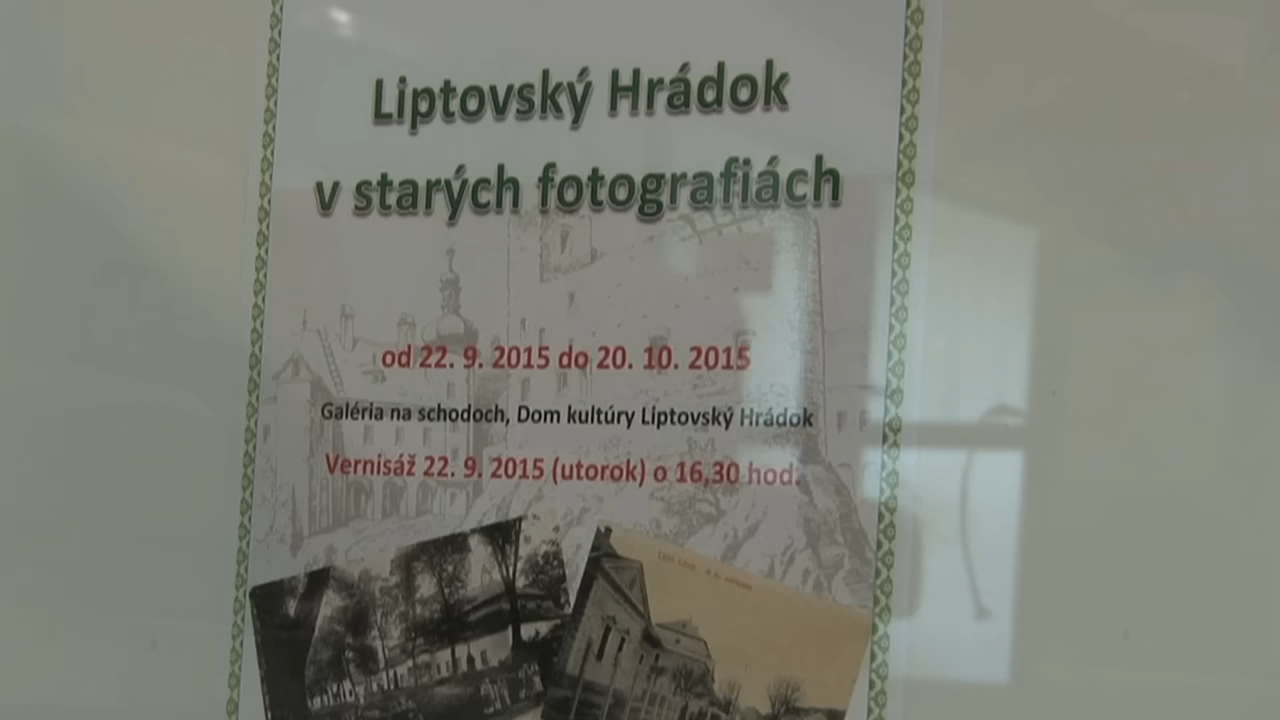 Liptovský Hrádok
v starých fotografiách
od 22. 9. 2015 do 20. 10. 2015
Galéria na schodoch, Dom kultúry Liptovský Hrádok
Vernisáž 22. 9. 2015 (utorok) o 16,30 hod.